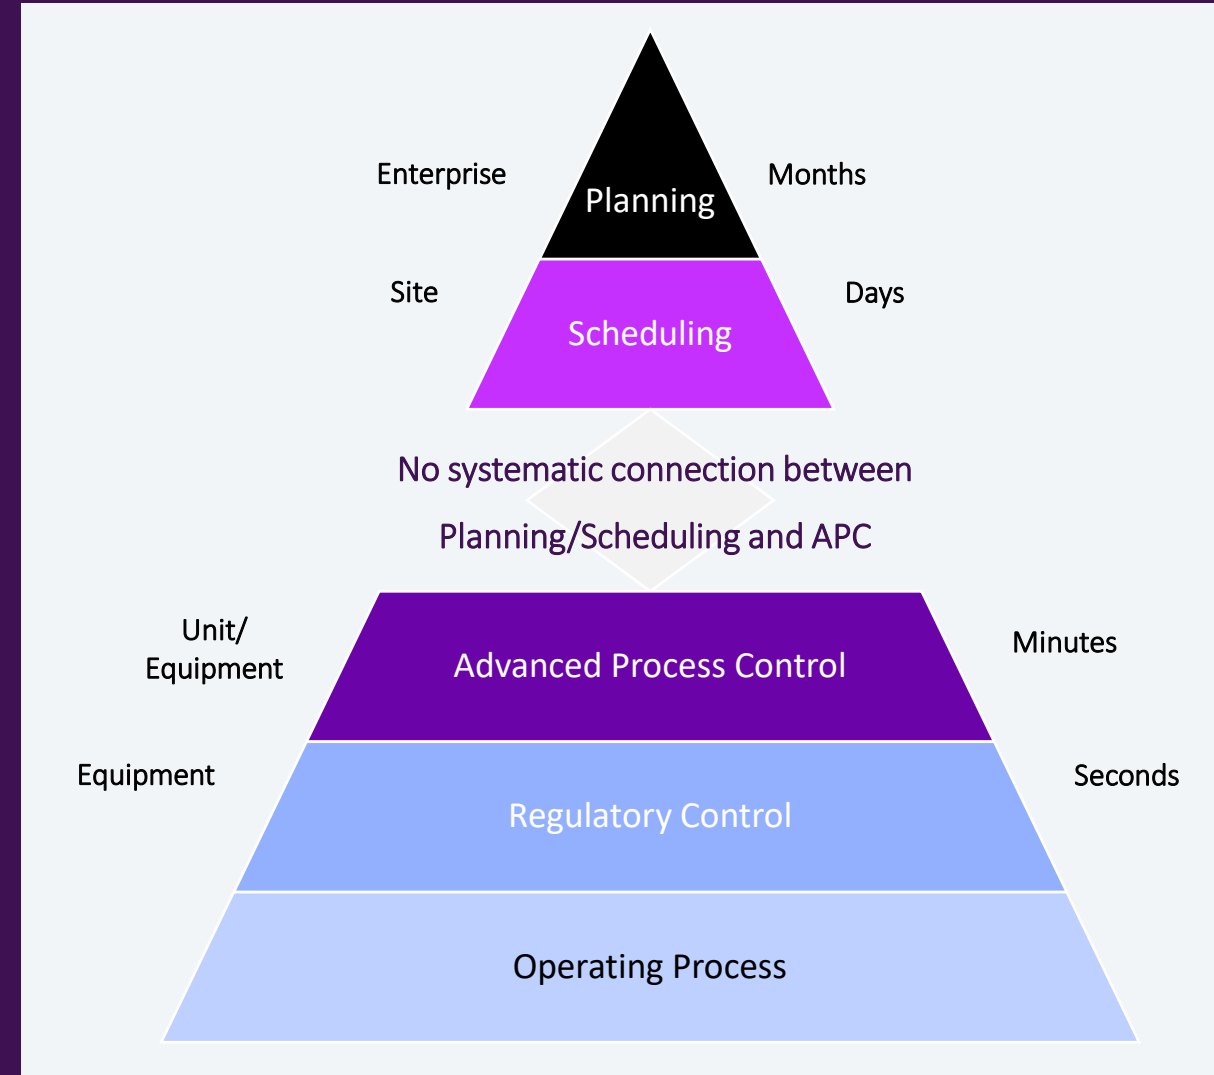 Enterprise
Months
Planning
Site
Days
Scheduling
No systematic connection between
Planning/Scheduling and APC
Unit/
Equipment
Minutes
Advanced Process Control
Equipment
Seconds
Regulatory Control
Operating Process